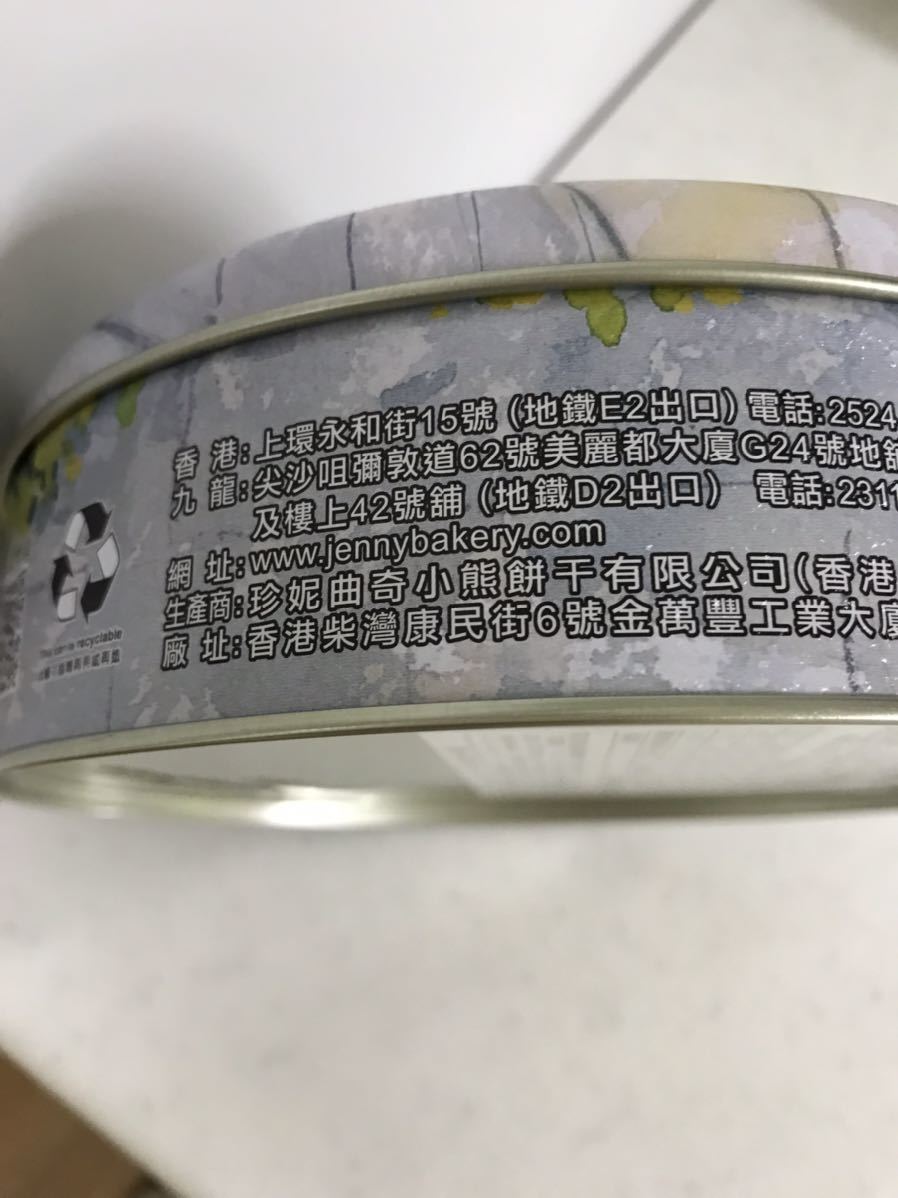 香港:上環永和街15號 (地鐵E2出口) 電話:2524
九龍:尖沙咀彌敦道62號美麗都大廈G24號地舖
及樓上42號舖 (地鐵D2出口) 電話:2311
網址:www.jennybakery.com
生產商:珍妮曲奇小熊餅干有限公司(香港
廠址:香港柴灣康民街6號金萬豐工業大廈
This can is recyclable